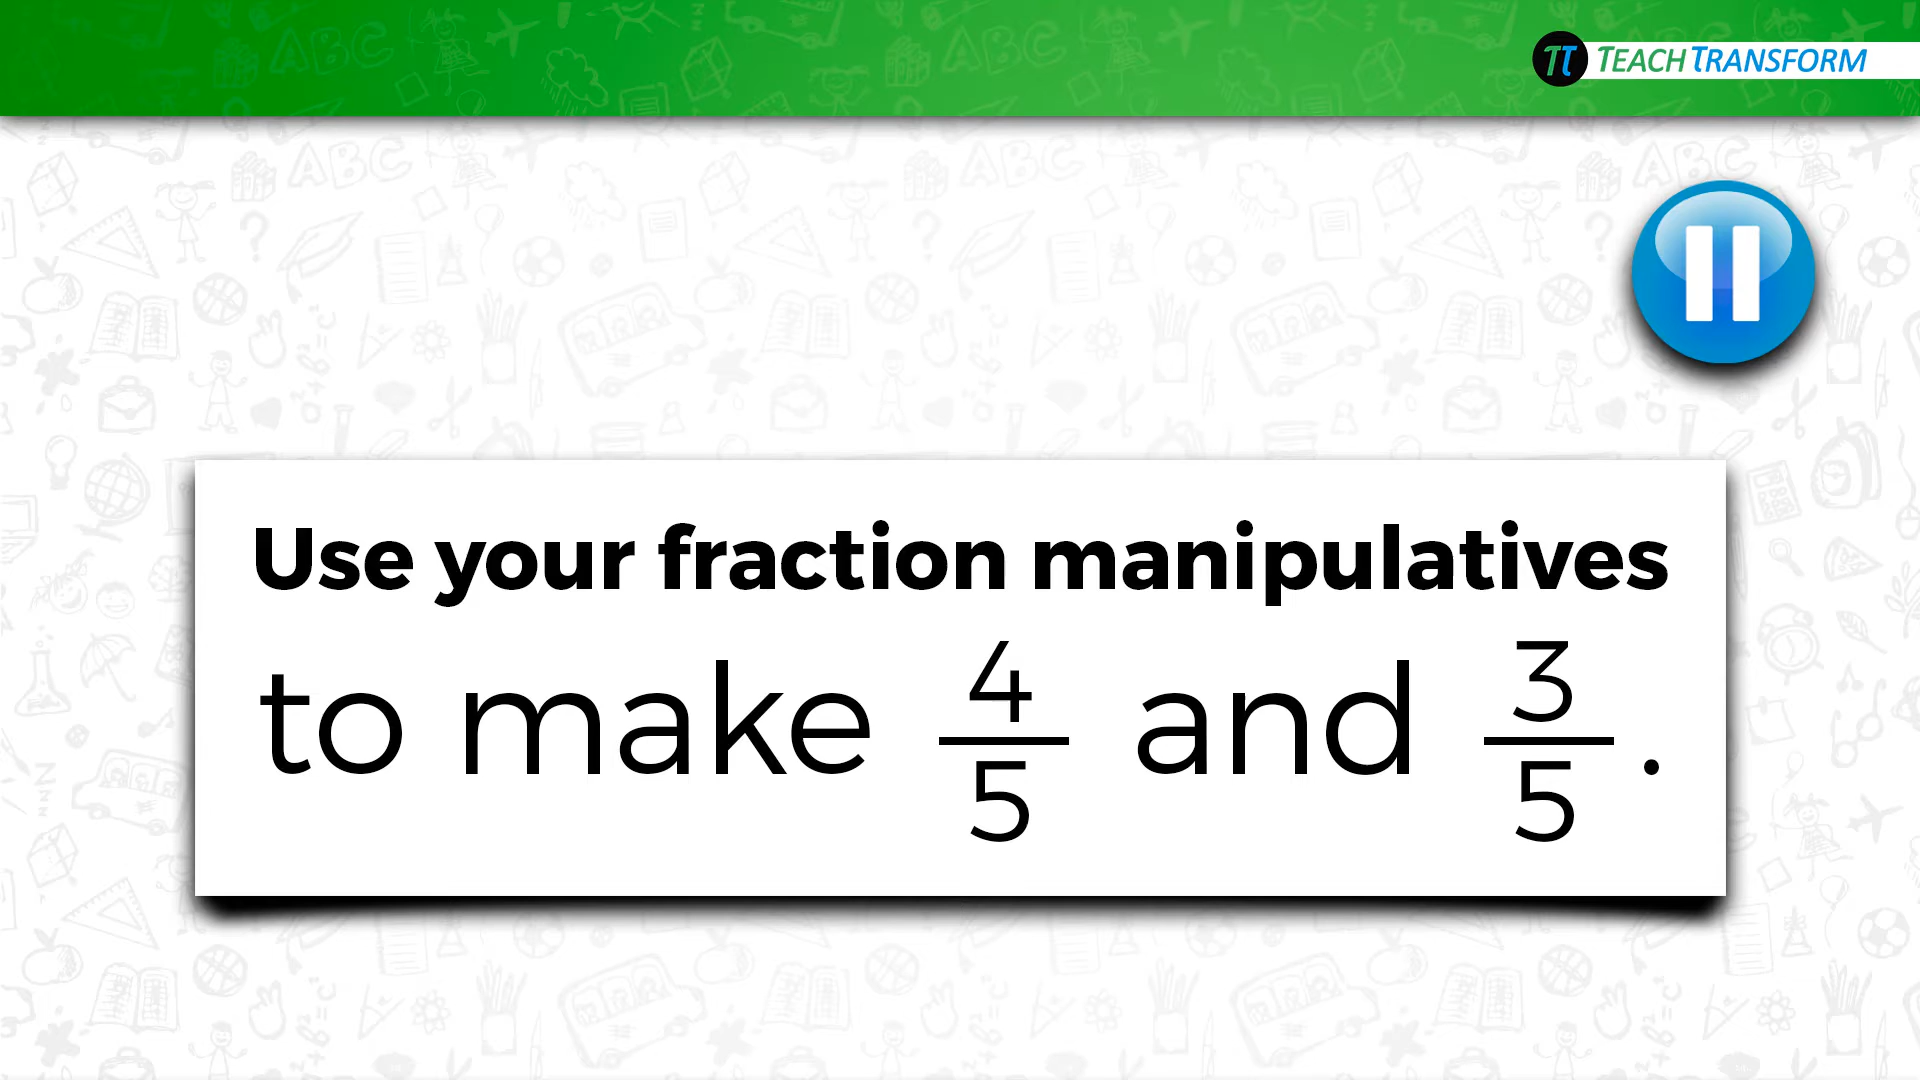 TEACH TRANSFORM
Use your fraction manipulatives
to make 4/5 and 3/5.